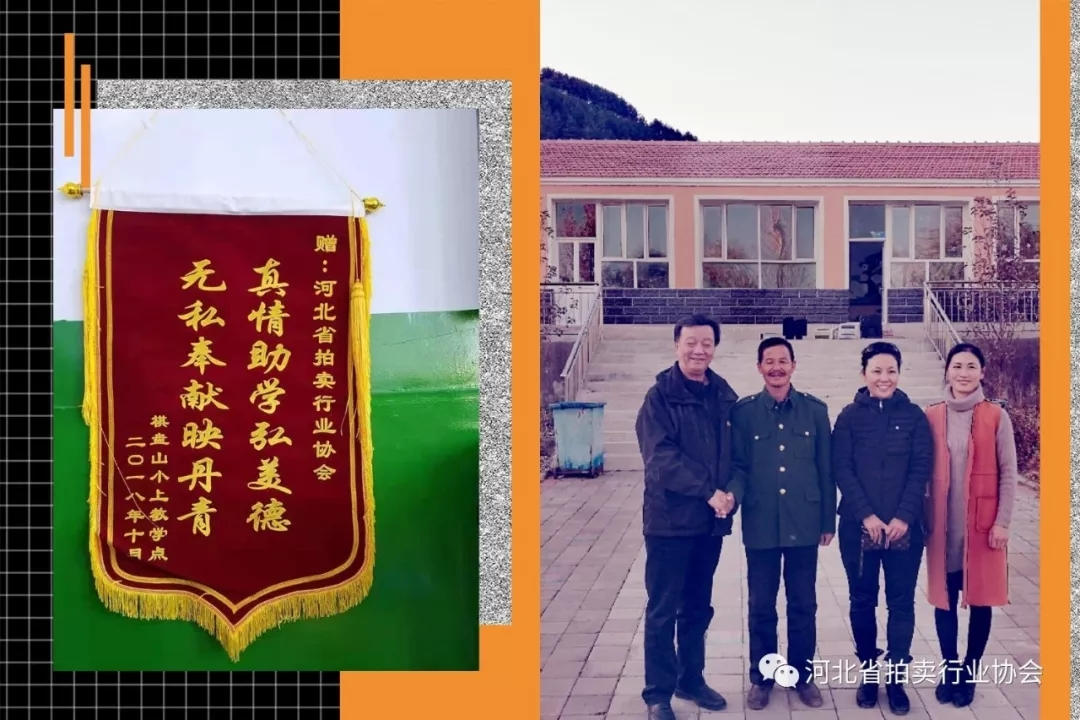 赠：河北省拍卖行业协会
真情助学弘美德
无私奉献映丹青
棋盘山小上教学点
二〇一八年十日
河北省拍卖行业协会